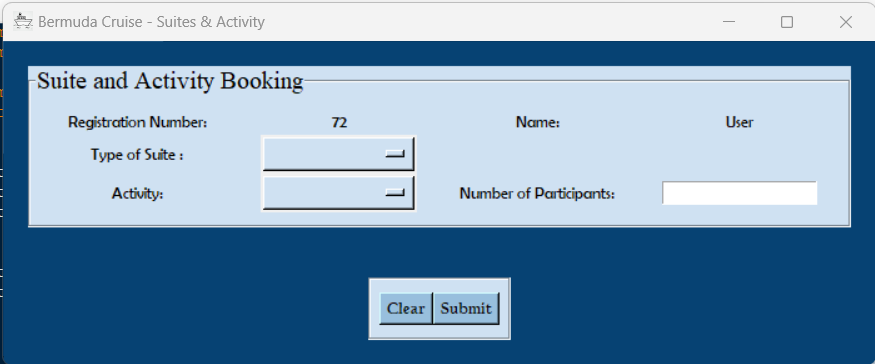 Bermuda Cruise - Suites & Activity
Suite and Activity Booking
Registration Number: 72 Name: User
Type of Suite :
Activity: Number of Participants:
Clear Submit